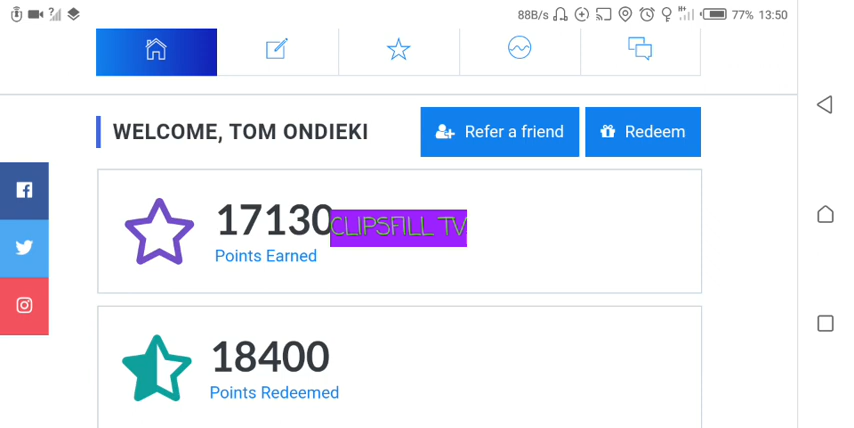 88B/s 77% 13:50
WELCOME, TOM ONDIEKI
Refer a friend
Redeem
17130
CLIPSFILL TV
Points Earned
18400
Points Redeemed